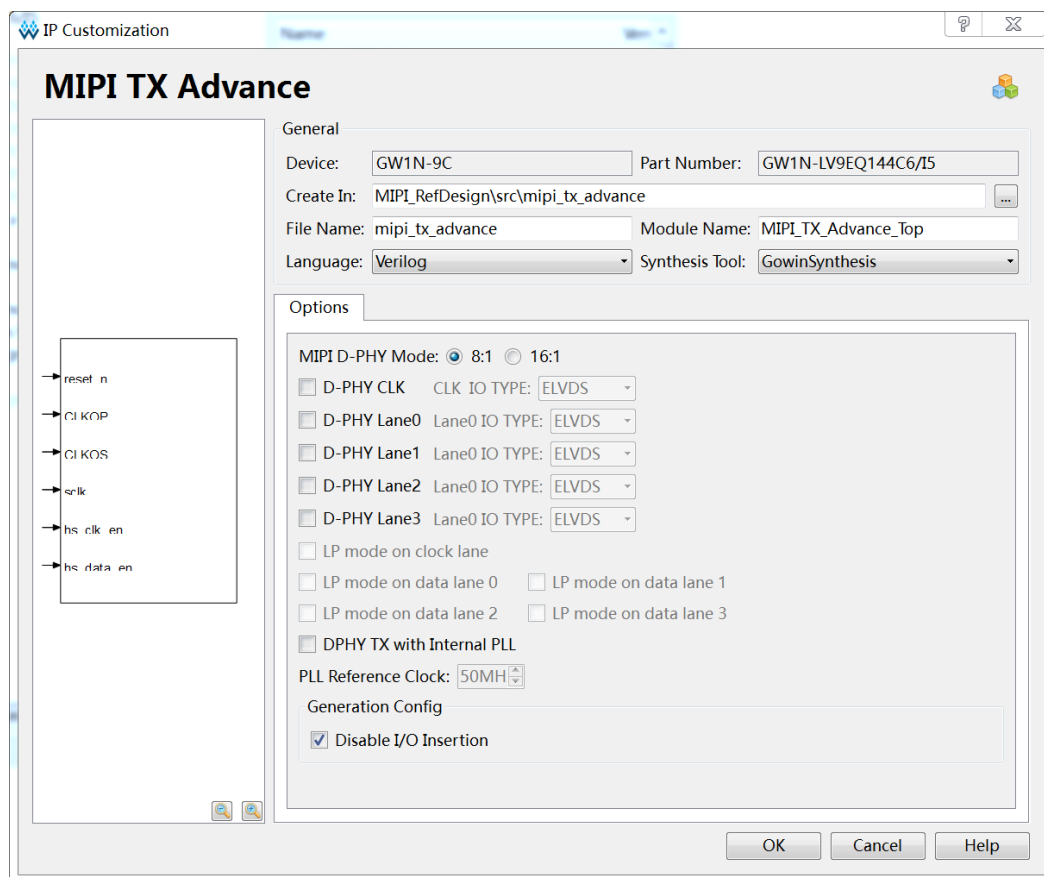 IP Customization
MIPI TX Advance
General
Device: GW1N-9C Part Number: GW1N-LV9EQ144C6/I5
Create In: MIPI_RefDesign\src\mipi_tx_advance ...
File Name: mipi_tx_advance Module Name: MIPI_TX_Advance_Top
Language: Verilog Synthesis Tool: GowinSynthesis
Options
reset_n
CLKOP
CLKOS
sclk
hs_clk_en
hs_data_en
MIPI D-PHY Mode: 8:1 16:1
D-PHY CLK CLK IO TYPE: ELVDS
D-PHY Lane0 Lane0 IO TYPE: ELVDS
D-PHY Lane1 Lane0 IO TYPE: ELVDS
D-PHY Lane2 Lane0 IO TYPE: ELVDS
D-PHY Lane3 Lane0 IO TYPE: ELVDS
LP mode on clock lane
LP mode on data lane 0 LP mode on data lane 1
LP mode on data lane 2 LP mode on data lane 3
DPHY TX with Internal PLL
PLL Reference Clock: 50MH
Generation Config
Disable I/O Insertion
OK Cancel Help